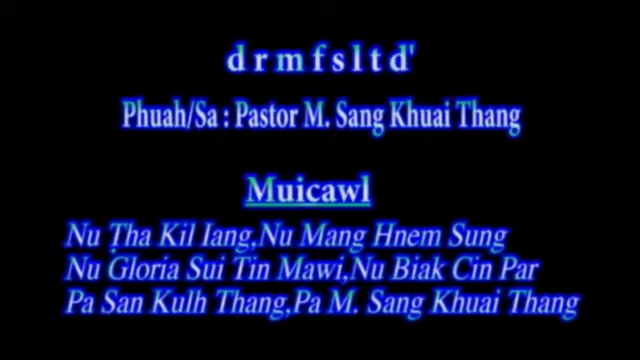 d r m f s l t d'
Phuah/Sa : Pastor M. Sang Khuai Thang
Muicawl
Nu Ṭha Kil Iang,Nu Mang Hnem Sung
Nu Gloria Sui Tin Mawi,Nu Biak Cin Par
Pa San Kulh Thang,Pa M. Sang Khuai Thang